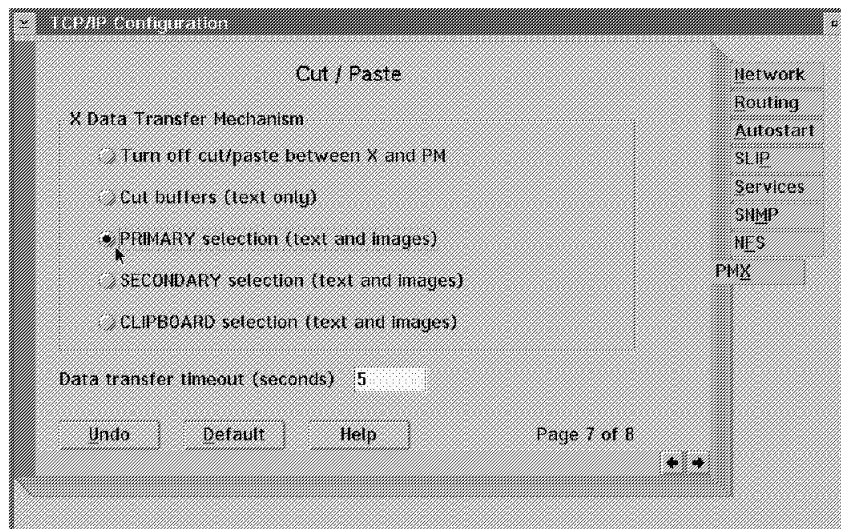 TCP/IP Configuration
Cut / Paste
X Data Transfer Mechanism
Turn off cut/paste between X and PM
Cut buffers (text only)
PRIMARY selection (text and images)
SECONDARY selection (text and images)
CLIPBOARD selection (text and images)
Data transfer timeout (seconds) 5
Undo Default Help Page 7 of 8
Network
Routing
Autostart
SLIP
Services
SNMP
NFS
PMX